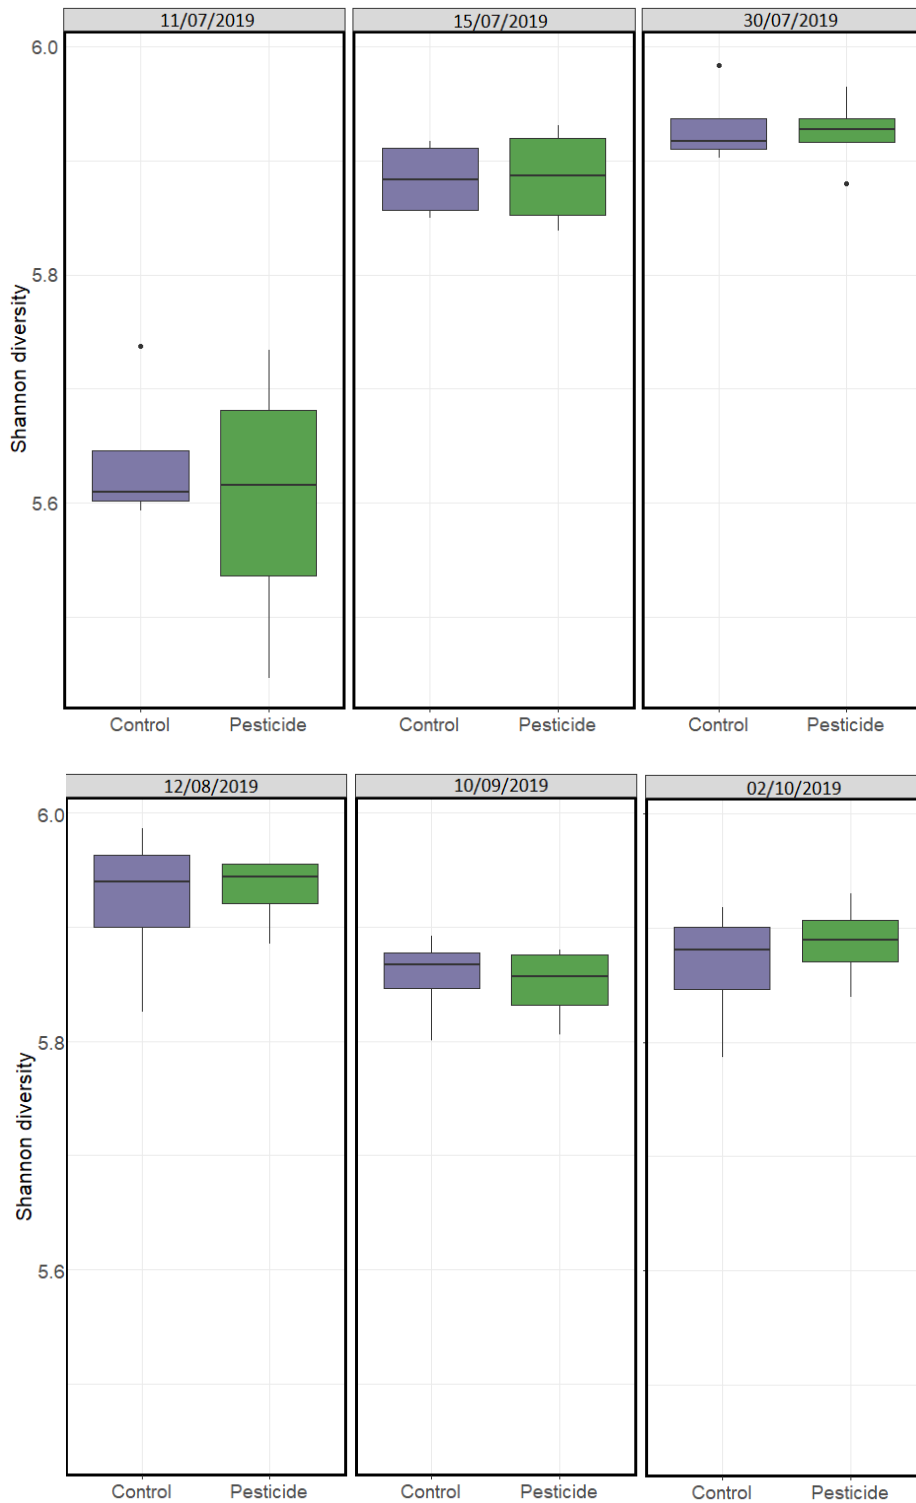 11/07/2019 15/07/2019 30/07/2019
6.0
5.8
5.6
Shannon diversity
Control Pesticide Control Pesticide Control Pesticide
12/08/2019 10/09/2019 02/10/2019
6.0
5.8
5.6
Shannon diversity
Control Pesticide Control Pesticide Control Pesticide